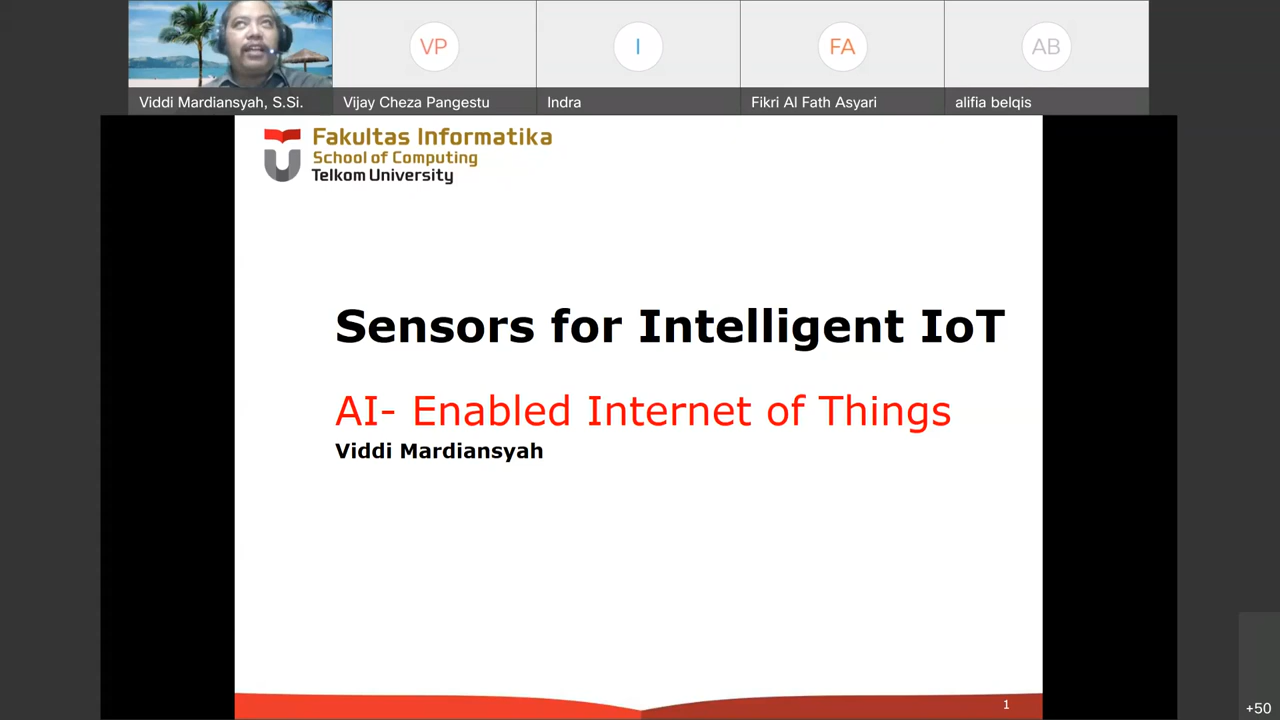 VP
I
FA
AB
Viddi Mardiansyah, S.Si.
Vijay Cheza Pangestu
Indra
Fikri Al Fath Asyari
alifia belqis
Fakultas Informatika
School of Computing
Telkom University
Sensors for Intelligent IoT
AI- Enabled Internet of Things
Viddi Mardiansyah
1
+50